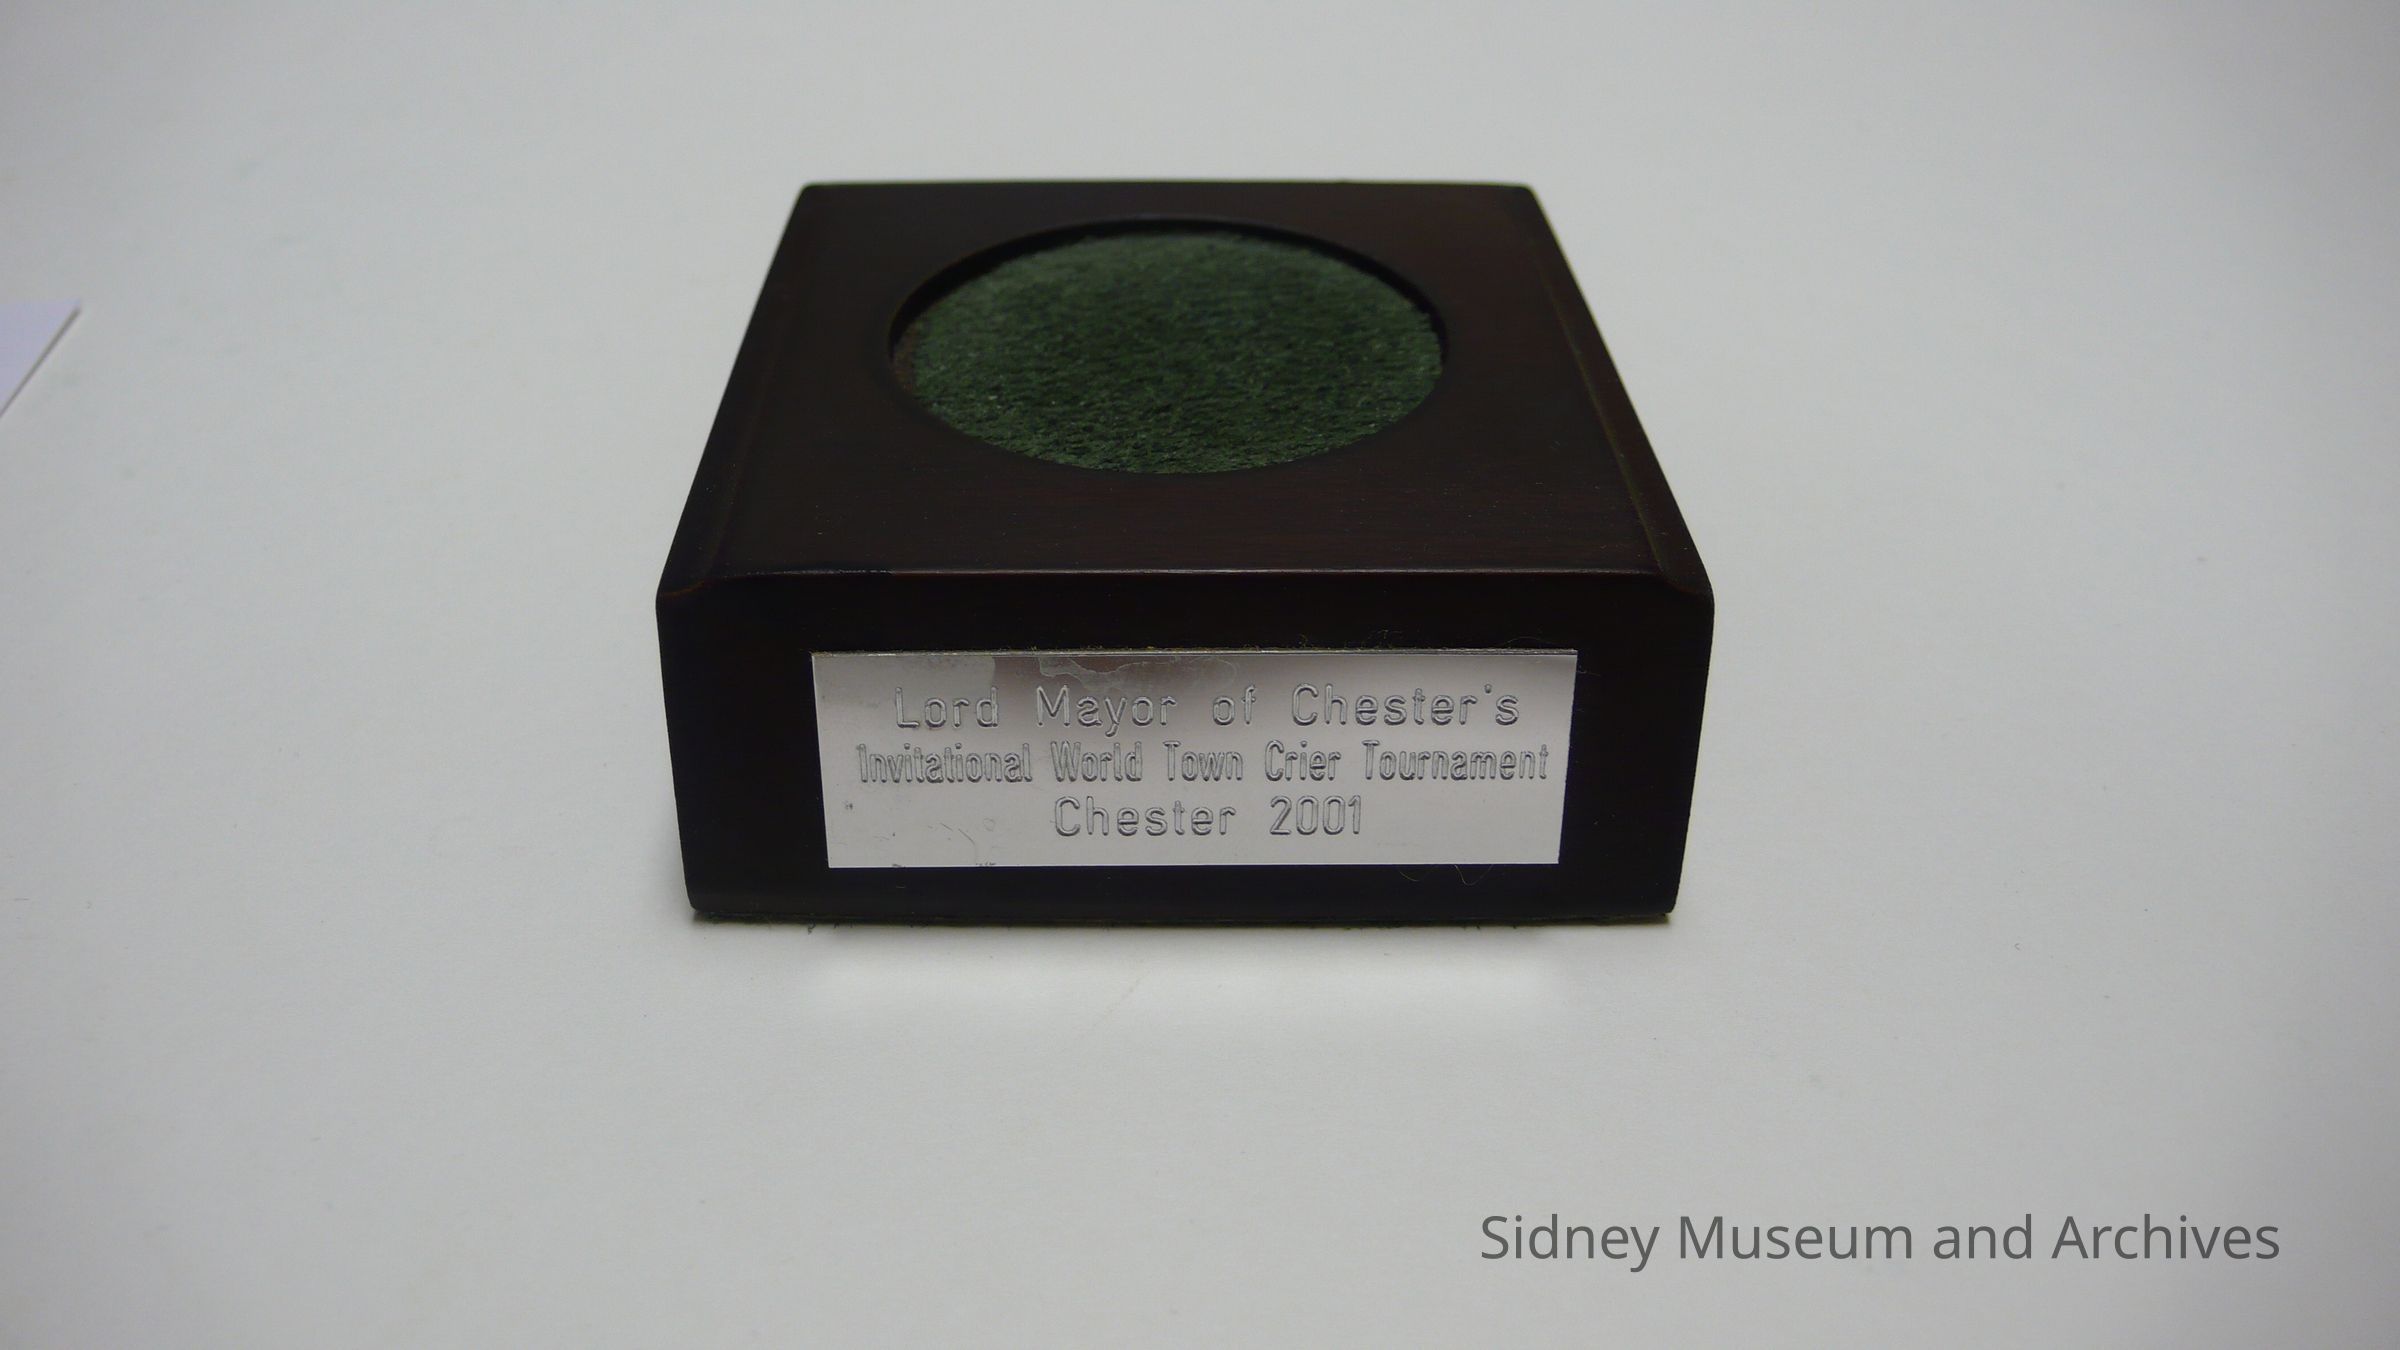 Lord Mayor of Chester's
Invitational World Town Crier Tournament
Chester 2001
Sidney Museum and Archives